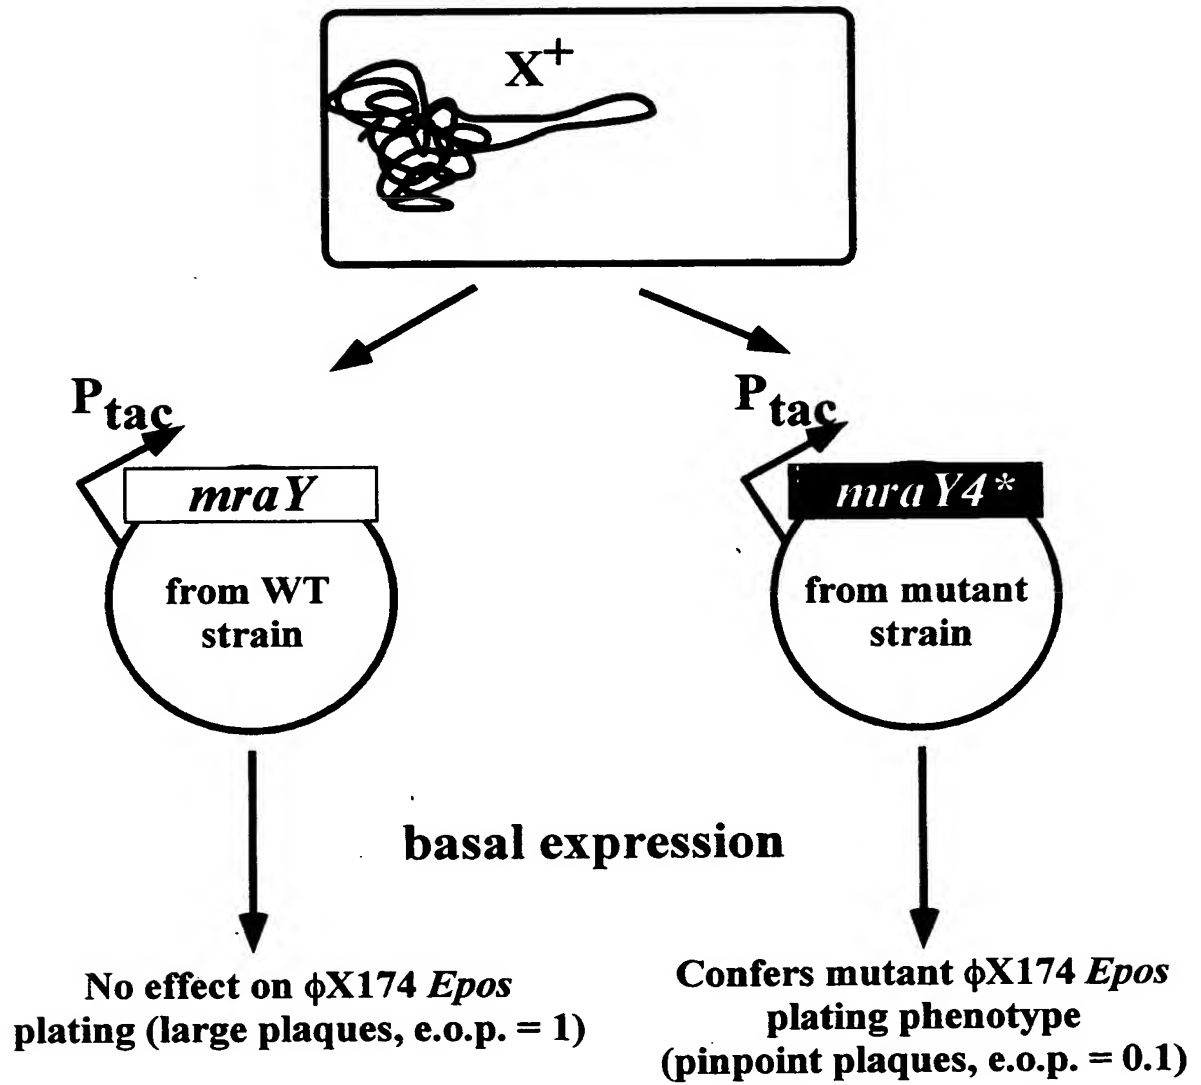 X+
Ptac
Ptac
mraY
mraY4*
from WT
strain
from mutant
strain
basal expression
No effect on ϕX174 Epos
plating (large plaques, e.o.p. = 1)
Confers mutant ϕX174 Epos
plating phenotype
(pinpoint plaques, e.o.p. = 0.1)